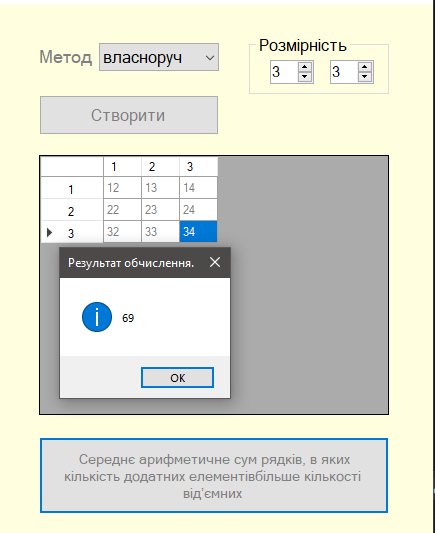 Розмірність
Метод власноруч
3 3
Створити
1 2 3
1 12 13 14
2 22 23 24
3 32 33 34
Результат обчислення.
69
OK
Середнє арифметичне сум рядків, в яких
кількість додатних елементівбільше кількості
від'ємних